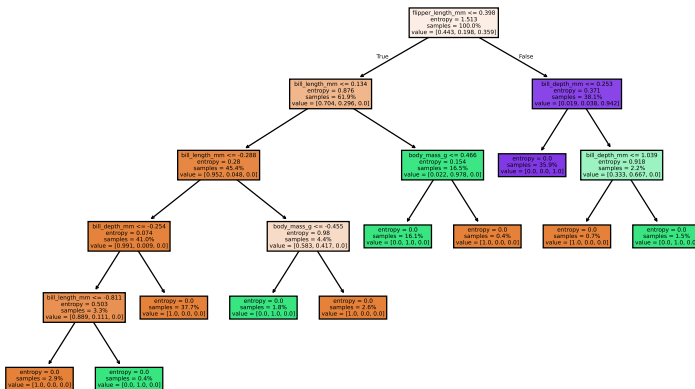 flipper_length_mm <= 0.398
entropy = 1.513
samples = 100.0%
value = [0.443, 0.198, 0.359]
True
False
bill_length_mm <= 0.134
entropy = 0.876
samples = 61.9%
value = [0.704, 0.296, 0.0]
bill_depth_mm <= 0.253
entropy = 0.371
samples = 38.1%
value = [0.019, 0.038, 0.942]
bill_length_mm <= -0.288
entropy = 0.28
samples = 45.4%
value = [0.952, 0.048, 0.0]
body_mass_g <= 0.466
entropy = 0.154
samples = 16.5%
value = [0.022, 0.978, 0.0]
entropy = 0.0
samples = 35.9%
value = [0.0, 0.0, 1.0]
bill_depth_mm <= 1.039
entropy = 0.918
samples = 2.2%
value = [0.333, 0.667, 0.0]
bill_depth_mm <= -0.254
entropy = 0.074
samples = 41.0%
value = [0.991, 0.009, 0.0]
body_mass_g <= -0.455
entropy = 0.98
samples = 4.4%
value = [0.583, 0.417, 0.0]
entropy = 0.0
samples = 16.1%
value = [0.0, 1.0, 0.0]
entropy = 0.0
samples = 0.4%
value = [1.0, 0.0, 0.0]
entropy = 0.0
samples = 0.7%
value = [1.0, 0.0, 0.0]
entropy = 0.0
samples = 1.5%
value = [0.0, 1.0, 0.0
bill_length_mm <= -0.811
entropy = 0.503
samples = 3.3%
value = [0.889, 0.111, 0.0]
entropy = 0.0
samples = 37.7%
value = [1.0, 0.0, 0.0]
entropy = 0.0
samples = 1.8%
value = [0.0, 1.0, 0.0]
entropy = 0.0
samples = 2.6%
value = [1.0, 0.0, 0.0]
entropy = 0.0
samples = 2.9%
value = [1.0, 0.0, 0.0]
entropy = 0.0
samples = 0.4%
value = [0.0, 1.0, 0.0]